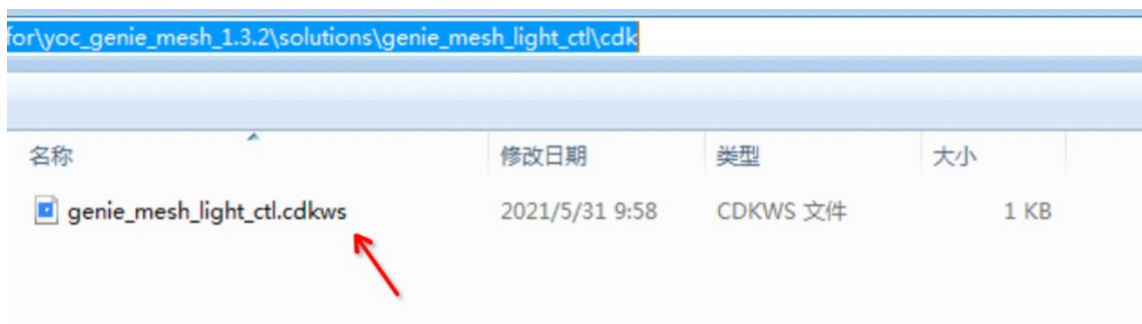 for\yoc_genie_mesh_1.3.2\solutions\genie_mesh_light_ctl\cdk
名称 修改日期 类型 大小
genie_mesh_light_ctl.cdkws 2021/5/31 9:58 CDKWS 文件 1 KB